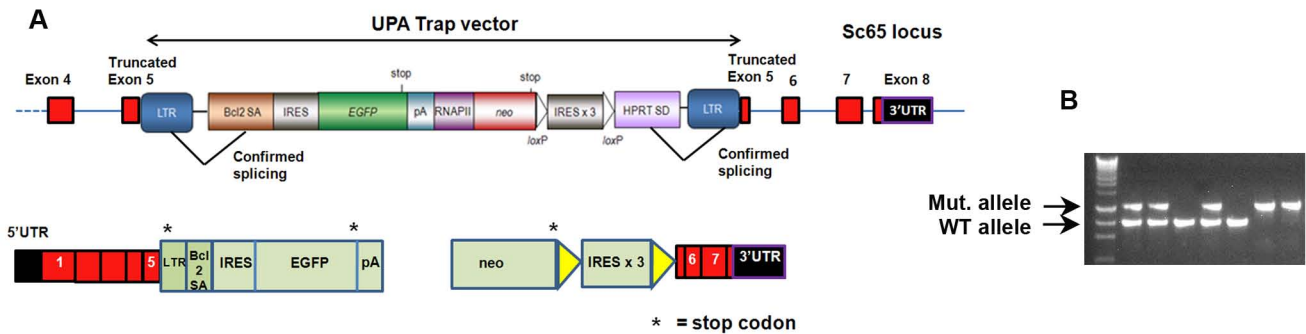 A
UPA Trap vector
Sc65 locus
Exon 4
Truncated
Exon 5
stop
stop
Truncated
Exon 5
6
7
Exon 8
LTR
Bcl2 SA
IRES
EGFP
pA
RNAPII
neo
IRES x 3
HPRT SD
LTR
3'UTR
loxP
loxP
Confirmed
splicing
Confirmed
splicing
B
Mut. allele
WT allele
5'UTR
*
*
*
1
5
LTR
Bcl
2
SA
IRES
EGFP
pA
neo
IRES x 3
6
7
3'UTR
* = stop codon